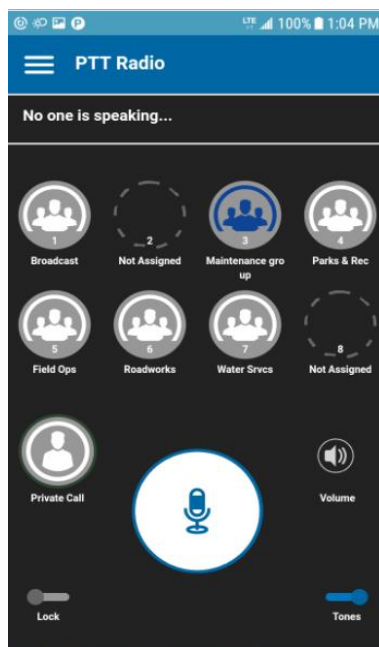 LTE 100% 1:04 PM
PTT Radio
No one is speaking...
1 2 3 4
Broadcast Not Assigned Maintenance gro Parks & Rec
up
5 6 7 8
Field Ops Roadworks Water Srvcs Not Assigned
Private Call Volume
Lock Tones